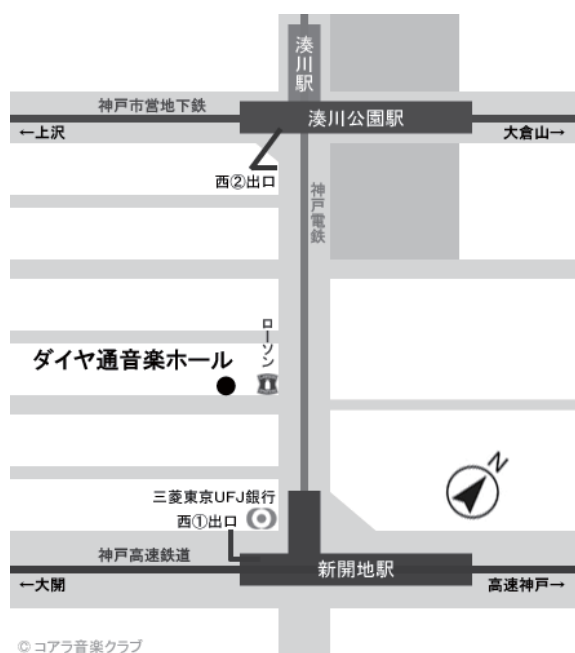 湊川駅
神戸市営地下鉄
湊川公園駅
←上沢
大倉山→
西②出口
神戸電鉄
ローソン
ダイヤ通音楽ホール
N
三菱東京UFJ銀行
西①出口
神戸高速鉄道
新開地駅
←大開
高速神戸→
© コアラ音楽クラブ